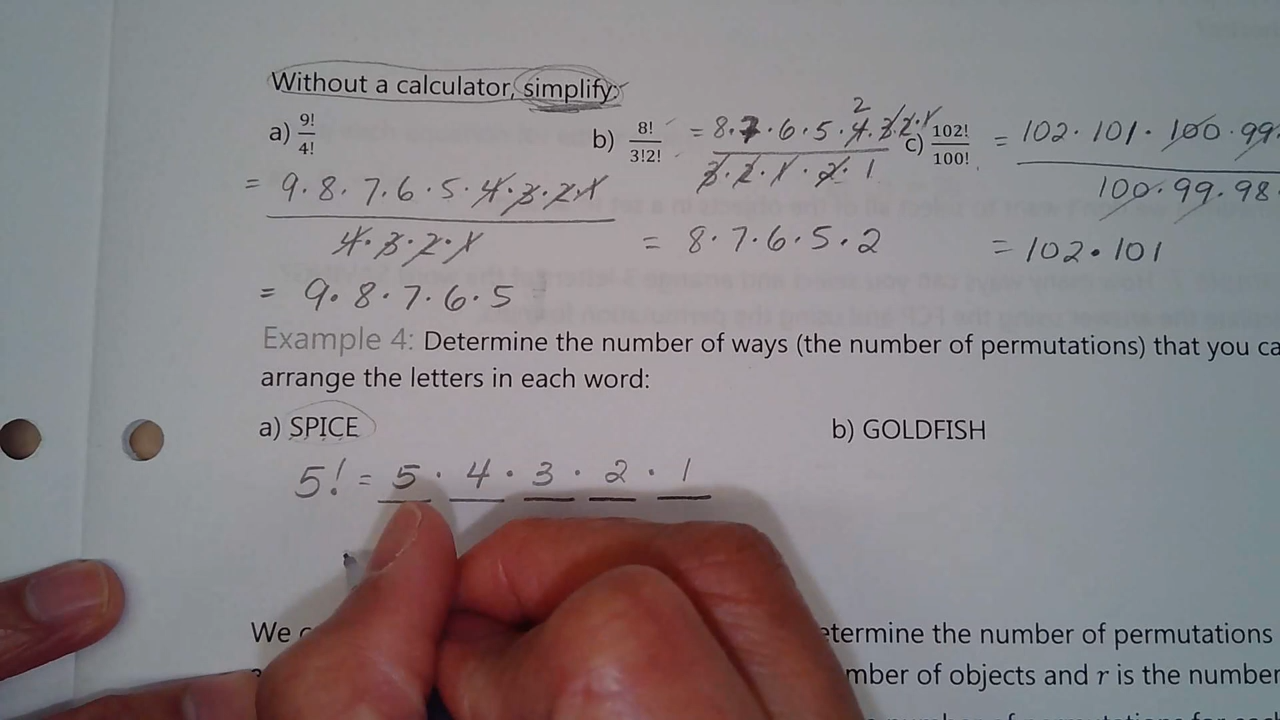 Without a calculator, simplify:
a) 9!/4!
= 9·8·7·6·5·4·3·2·1 / 4·3·2·1
= 9·8·7·6·5
b) 8!/3!2! = 8·7·6·5·4·3·2·1 / 3·2·1·2·1
2
= 8·7·6·5·2
c) 102!/100! = 102·101·100·99 / 100·99·98
= 102·101
Example 4: Determine the number of ways (the number of permutations) that you ca
arrange the letters in each word:
a) SPICE
5! = 5·4·3·2·1
b) GOLDFISH
We
etermine the number of permutations
mber of objects and r is the number